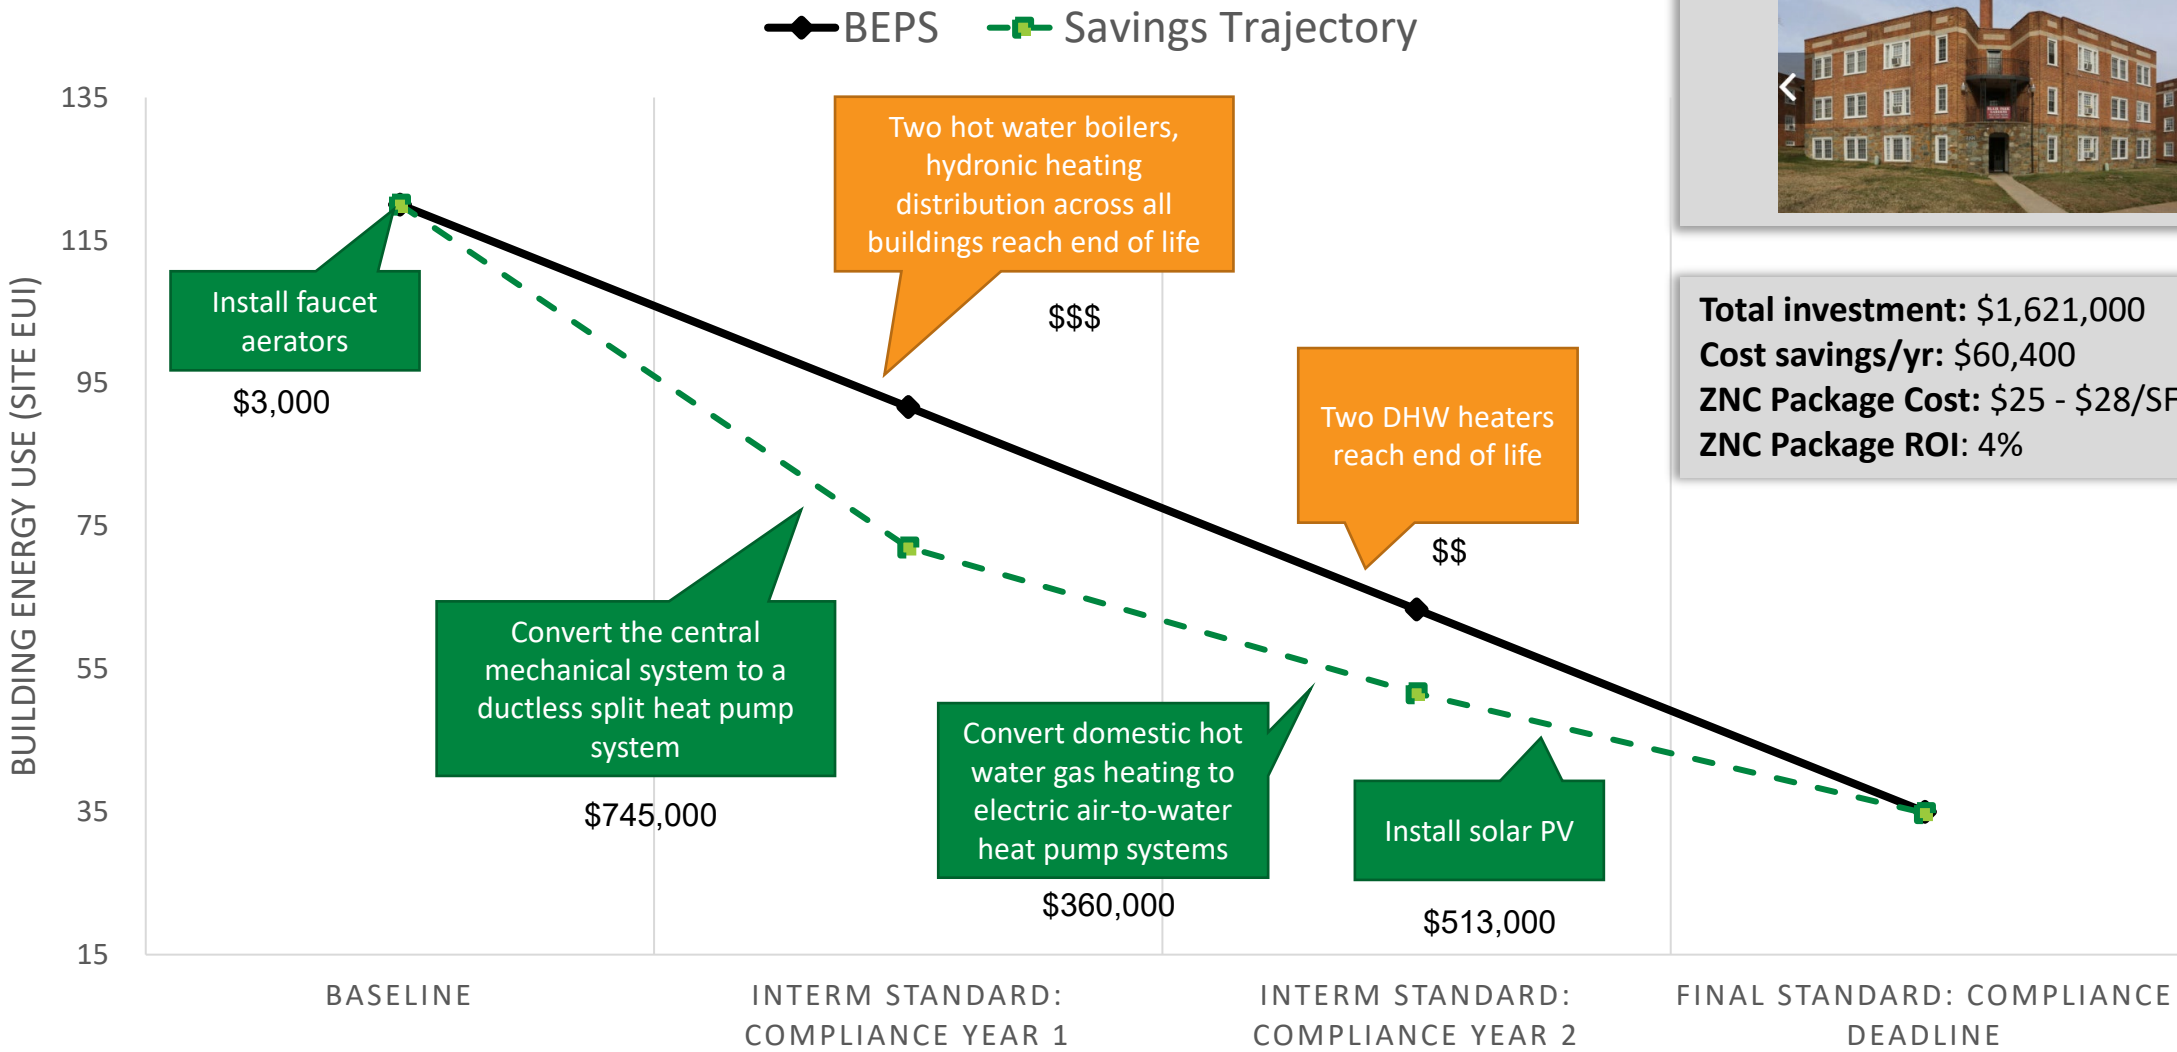 BEPS
Savings Trajectory
BUILDING ENERGY USE (SITE EUI)
135
115
95
75
55
35
15
Install faucet
aerators
$3,000
Two hot water boilers,
hydronic heating
distribution across all
buildings reach end of life
$$$
Convert the central
mechanical system to a
ductless split heat pump
system
$745,000
Two DHW heaters
reach end of life
$$
Convert domestic hot
water gas heating to
electric air-to-water
heat pump systems
$360,000
Install solar PV
$513,000
Total investment: $1,621,000
Cost savings/yr: $60,400
ZNC Package Cost: $25 - $28/SF
ZNC Package ROI: 4%
BASELINE
INTERM STANDARD:
COMPLIANCE YEAR 1
INTERM STANDARD:
COMPLIANCE YEAR 2
FINAL STANDARD: COMPLIANCE
DEADLINE